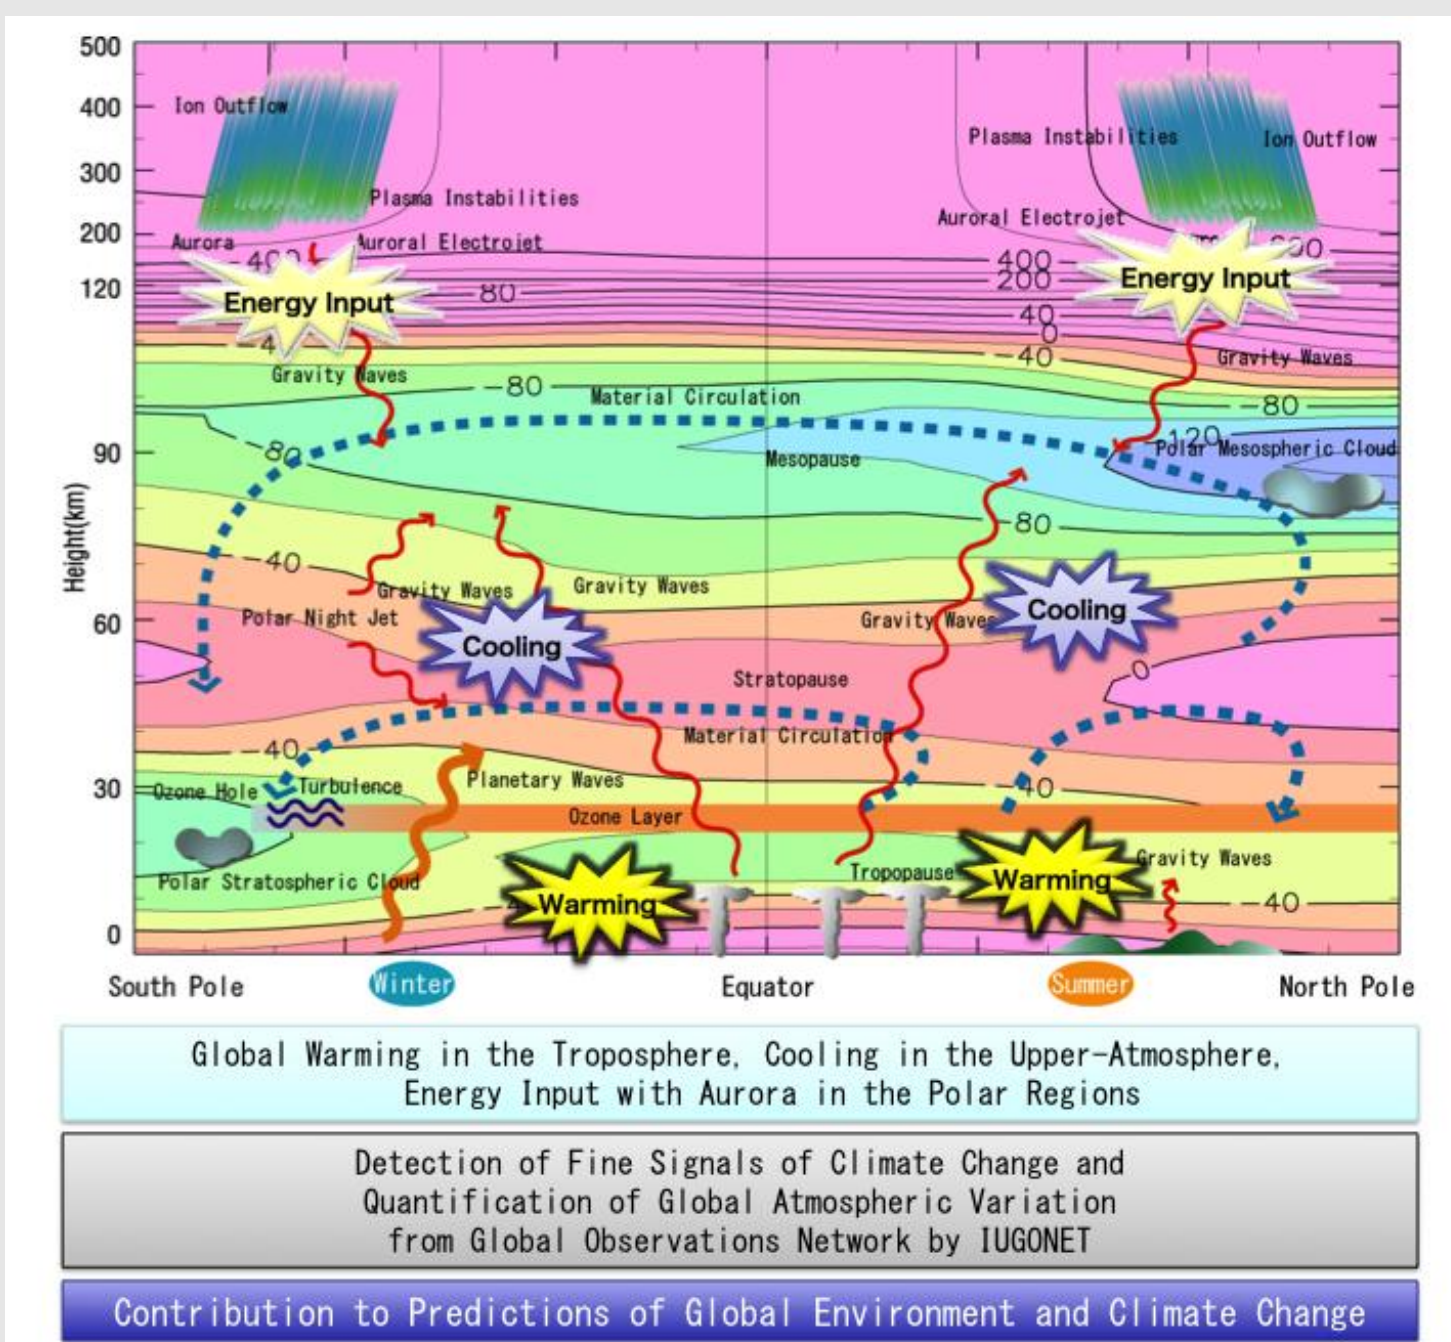 500
Ion Outflow
400
Plasma Instabilities
Ion Outflow
300
Plasma Instabilities
Auroral Electrojet
200
Aurora
Auroral Electrojet
400
400
200
Energy Input
Energy Input
120
80
40
0
-40
Gravity Waves
Gravity Waves
-80
Material Circulation
-80
90
-80
Mesopause
-120
Polar Mesospheric Cloud
Height(km)
-80
-40
Gravity Waves
Gravity Waves
60
Polar Night Jet
Cooling
Gravity Waves
Cooling
Stratopause
0
-40
Material Circulation
30
Ozone Hole
Turbulence
Planetary Waves
-40
Ozone Layer
Polar Stratospheric Cloud
Tropopause
Gravity Waves
Warming
Warming
-40
0
South Pole
Winter
Equator
Summer
North Pole
Global Warming in the Troposphere, Cooling in the Upper-Atmosphere,
Energy Input with Aurora in the Polar Regions
Detection of Fine Signals of Climate Change and
Quantification of Global Atmospheric Variation
from Global Observations Network by IUGONET
Contribution to Predictions of Global Environment and Climate Change